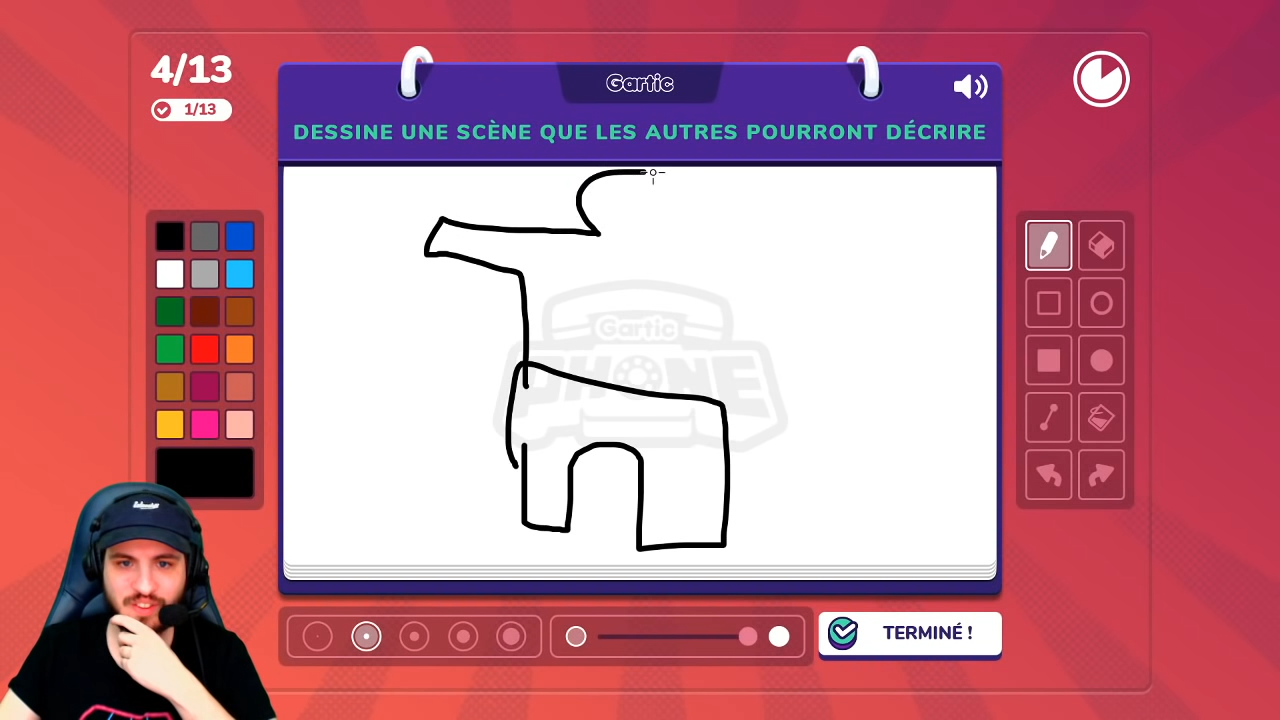 4/13
1/13
Gartic
DESSINE UNE SCÈNE QUE LES AUTRES POURRONT DÉCRIRE
Gartic
PHONE
TERMINÉ !